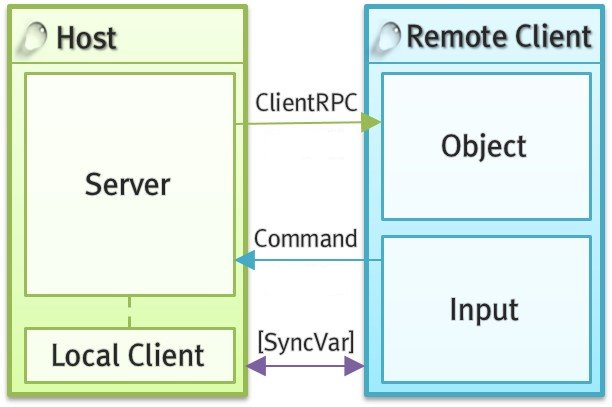 Host
Remote Client
ClientRPC
Server
Object
Command
Input
[SyncVar]
Local Client